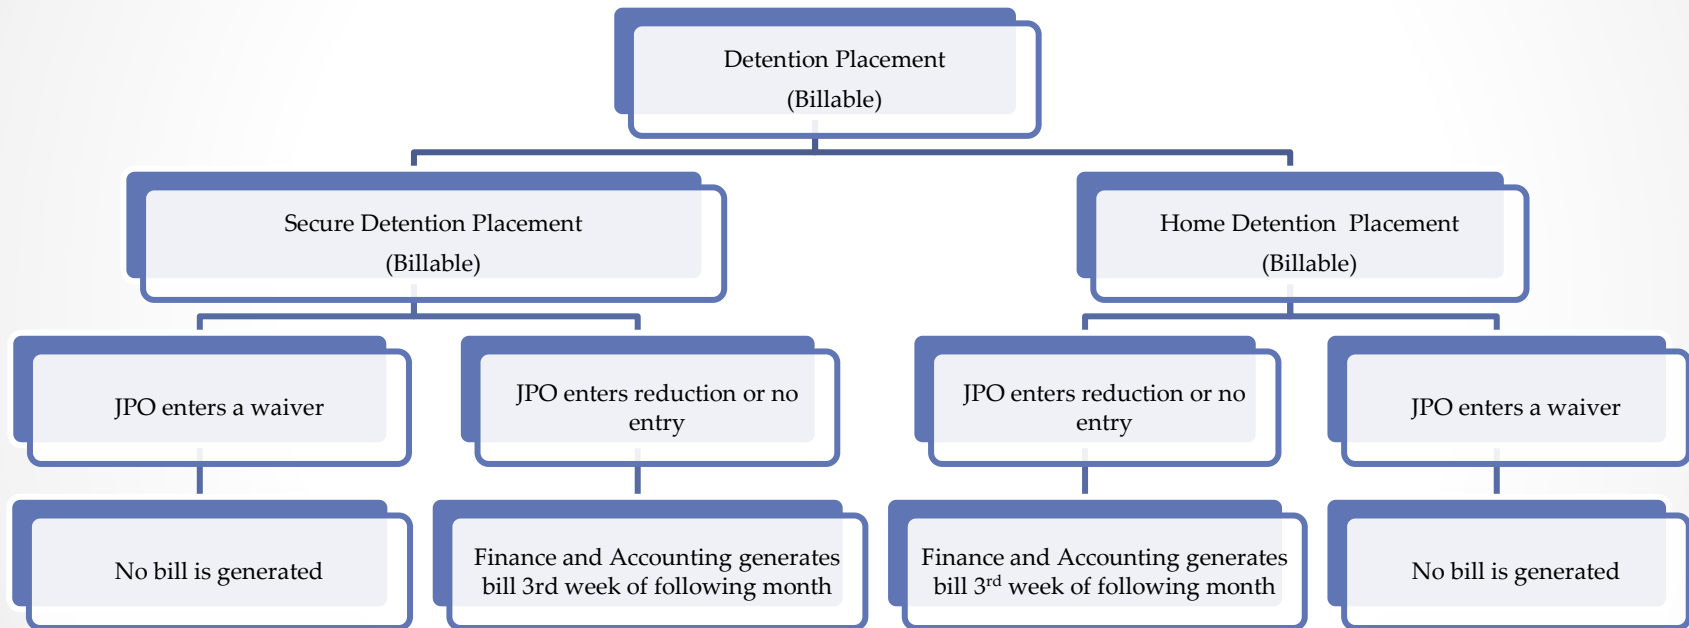 Detention Placement
(Billable)
Secure Detention Placement
(Billable)
Home Detention  Placement
(Billable)
JPO enters a waiver
JPO enters reduction or no
entry
JPO enters reduction or no
entry
JPO enters a waiver
No bill is generated
Finance and Accounting generates
bill 3rd week of following month
Finance and Accounting generates
bill 3rd week of following month
No bill is generated